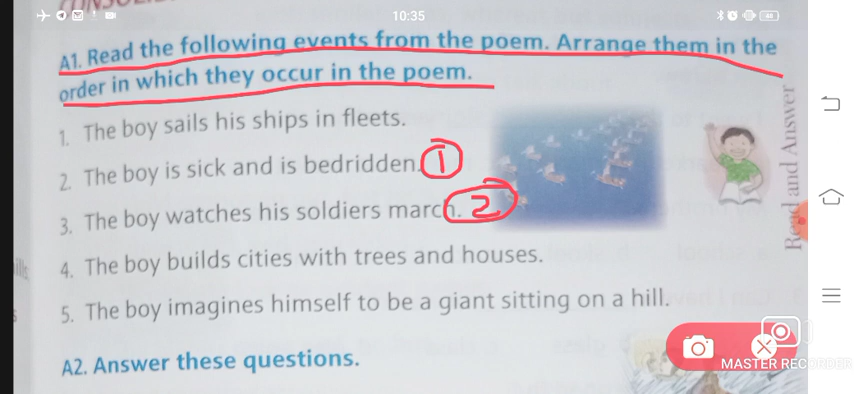 10:35
A1. Read the following events from the poem. Arrange them in the
order in which they occur in the poem.
1. The boy sails his ships in fleets.
2. The boy is sick and is bedridden. 1
3. The boy watches his soldiers march. 2
4. The boy builds cities with trees and houses.
5. The boy imagines himself to be a giant sitting on a hill.
A2. Answer these questions.
Read and Answer
MASTER RECORDER